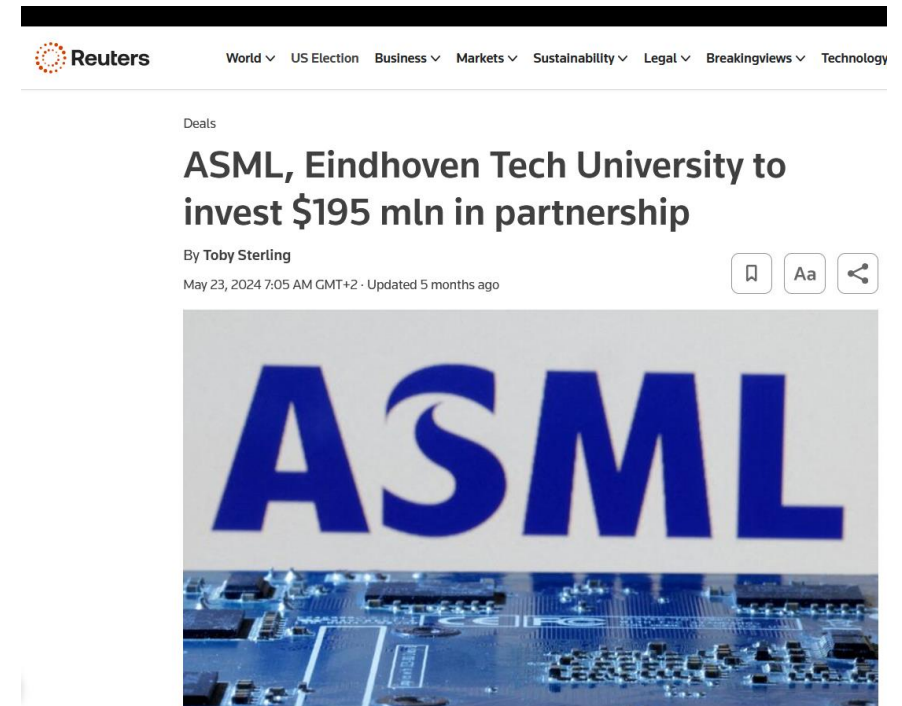 Reuters
World US Election Business Markets Sustainability Legal Breakingviews Technology
Deals
ASML, Eindhoven Tech University to
invest $195 mln in partnership
By Toby Sterling
May 23, 2024 7:05 AM GMT+2 · Updated 5 months ago
Aa
ASML
CE FC